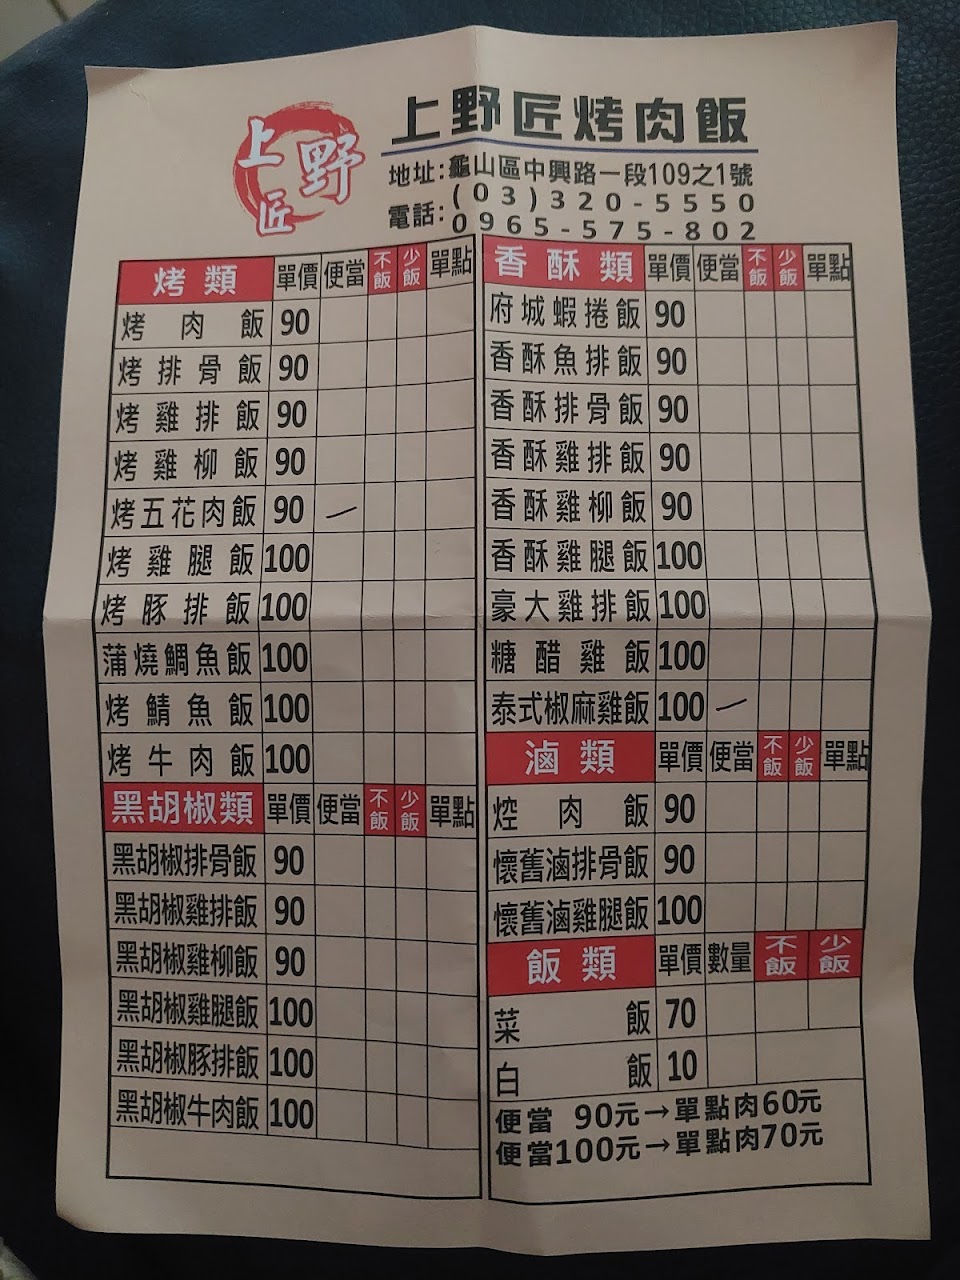 上野匠
上野匠烤肉飯
地址:龜山區中興路一段109之1號
電話:(03)320-5550
0965-575-802
烤類 單價 便當 不飯 少飯 單點
烤肉飯 90
烤排骨飯 90
烤雞排飯 90
烤雞柳飯 90
烤五花肉飯 90 一
烤雞腿飯 100
烤豚排飯 100
蒲燒鯛魚飯 100
烤鯖魚飯 100
烤牛肉飯 100
黑胡椒類 單價 便當 不飯 少飯 單點
黑胡椒排骨飯 90
黑胡椒雞排飯 90
黑胡椒雞柳飯 90
黑胡椒雞腿飯 100
黑胡椒豚排飯 100
黑胡椒牛肉飯 100
香酥類 單價 便當 不飯 少飯 單點
府城蝦捲飯 90
香酥魚排飯 90
香酥排骨飯 90
香酥雞排飯 90
香酥雞柳飯 90
香酥雞腿飯 100
豪大雞排飯 100
糖醋雞飯 100
泰式椒麻雞飯 100 一
滷類 單價 便當 不飯 少飯 單點
焢肉飯 90
懷舊滷排骨飯 90
懷舊滷雞腿飯 100
飯類 單價 數量 不飯 少飯
菜飯 70
白飯 10
便當 90元→單點肉60元
便當100元→單點肉70元